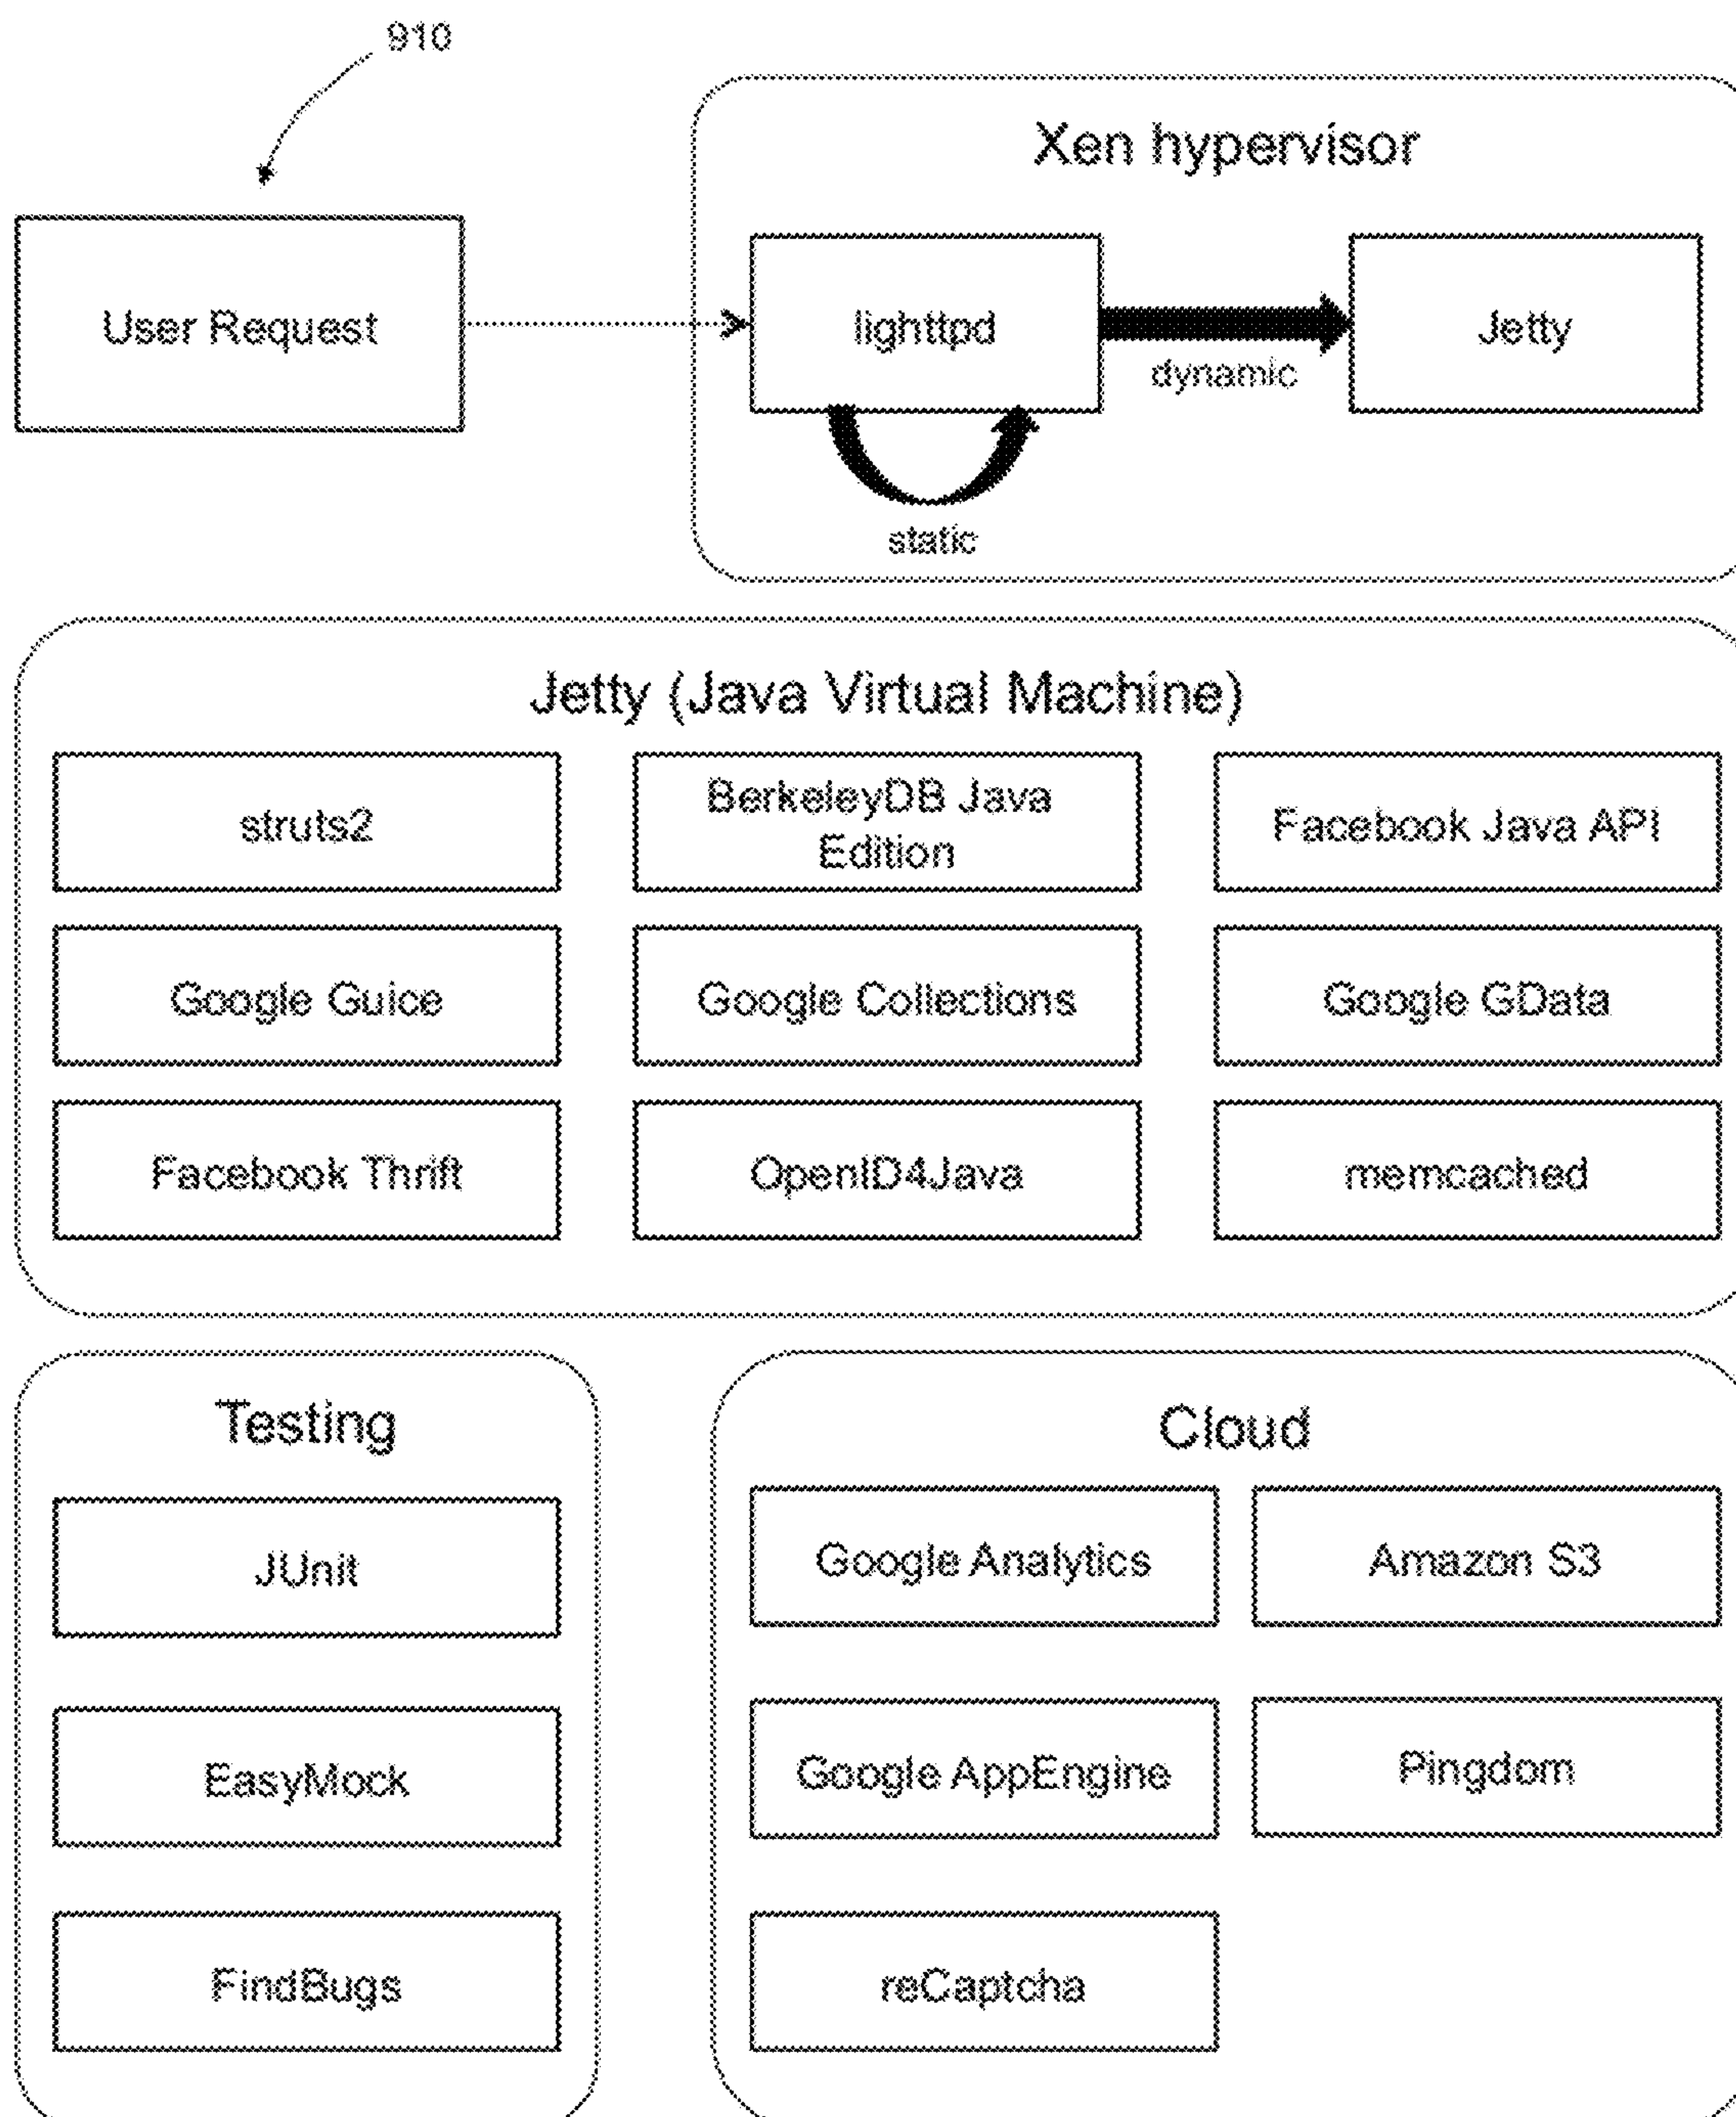 910
Xen hypervisor
User Request
lighttpd
Jetty
dynamic
static
Jetty (Java Virtual Machine)
struts2
BerkeleyDB Java
Edition
Facebook Java API
Google Guice
Google Collections
Google GData
Facebook Thrift
OpenID4Java
memcached
Testing
Cloud
JUnit
Google Analytics
Amazon S3
EasyMock
Google AppEngine
Pingdom
FindBugs
reCaptcha